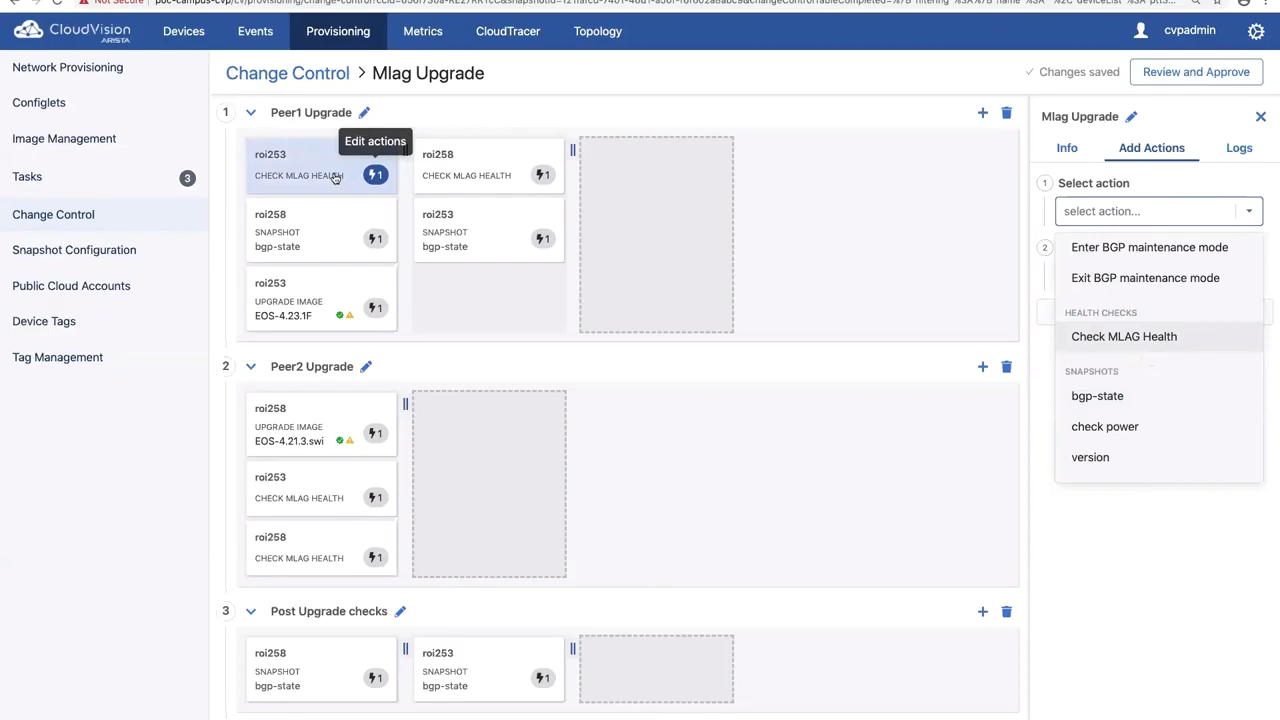 Not Secure
CloudVision
ARISTA
Devices
Events
Provisioning
Metrics
CloudTracer
Topology
cvpadmin
Network Provisioning
Configlets
Image Management
Tasks
3
Change Control
Snapshot Configuration
Public Cloud Accounts
Device Tags
Tag Management
Change Control > Mlag Upgrade
Changes saved
Review and Approve
1
Peer1 Upgrade
Edit actions
roi253
CHECK MLAG HEALTH
1
roi258
SNAPSHOT
bgp-state
1
roi253
UPGRADE IMAGE
EOS-4.23.1F
1
roi258
CHECK MLAG HEALTH
1
roi253
SNAPSHOT
bgp-state
1
2
Peer2 Upgrade
roi258
UPGRADE IMAGE
EOS-4.21.3.swi
1
roi253
CHECK MLAG HEALTH
1
roi258
CHECK MLAG HEALTH
1
3
Post Upgrade checks
roi258
SNAPSHOT
bgp-state
1
roi253
SNAPSHOT
bgp-state
1
Mlag Upgrade
Info
Add Actions
Logs
1
Select action
select action...
2
Enter BGP maintenance mode
Exit BGP maintenance mode
HEALTH CHECKS
Check MLAG Health
SNAPSHOTS
bgp-state
check power
version